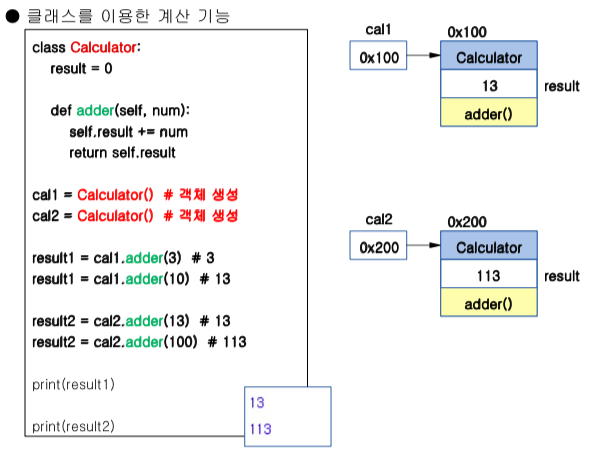 ● 클래스를 이용한 계산 기능
class Calculator:
result = 0
def adder(self, num):
self.result += num
return self.result
cal1 = Calculator() # 객체 생성
cal2 = Calculator() # 객체 생성
result1 = cal1.adder(3) # 3
result1 = cal1.adder(10) # 13
result2 = cal2.adder(13) # 13
result2 = cal2.adder(100) # 113
print(result1)
print(result2)
13
113
cal1
0x100
0x100
Calculator
13
result
adder()
cal2
0x200
0x200
Calculator
113
result
adder()